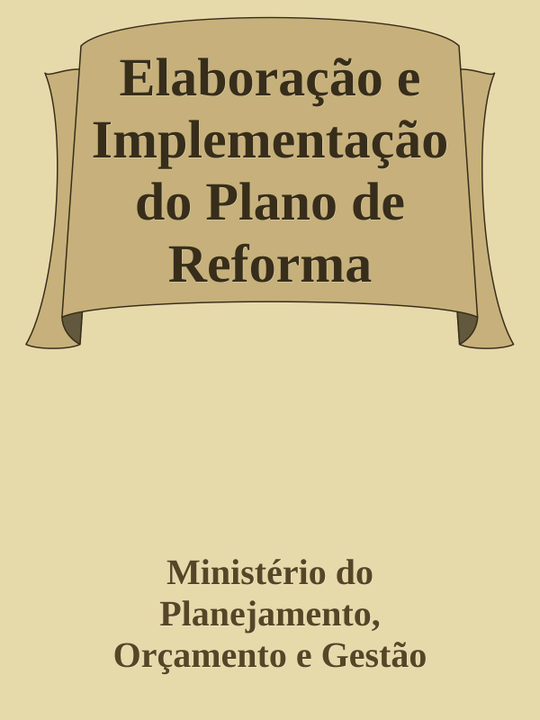 Elaboração e
Implementação
do Plano de
Reforma
Ministério do
Planejamento,
Orçamento e Gestão